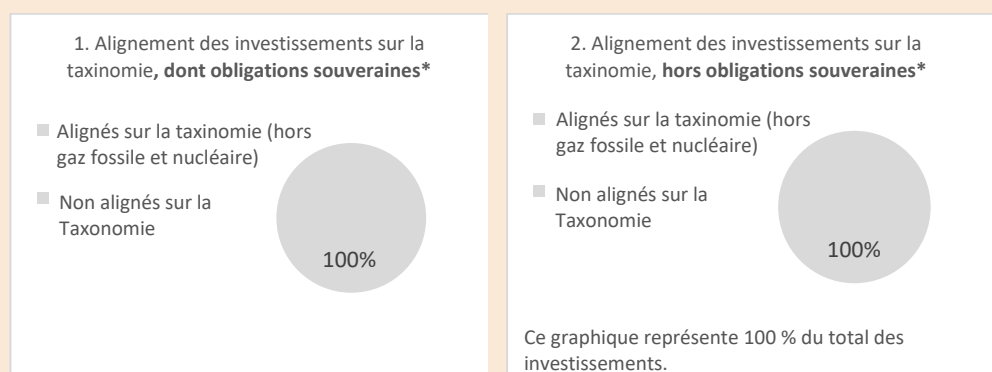 1. Alignement des investissements sur la
taxinomie, dont obligations souveraines*
Alignés sur la taxinomie (hors
gaz fossile et nucléaire)
Non alignés sur la
Taxonomie
100%
2. Alignement des investissements sur la
taxinomie, hors obligations souveraines*
Alignés sur la taxinomie (hors
gaz fossile et nucléaire)
Non alignés sur la
Taxonomie
100%
Ce graphique représente 100 % du total des
investissements.